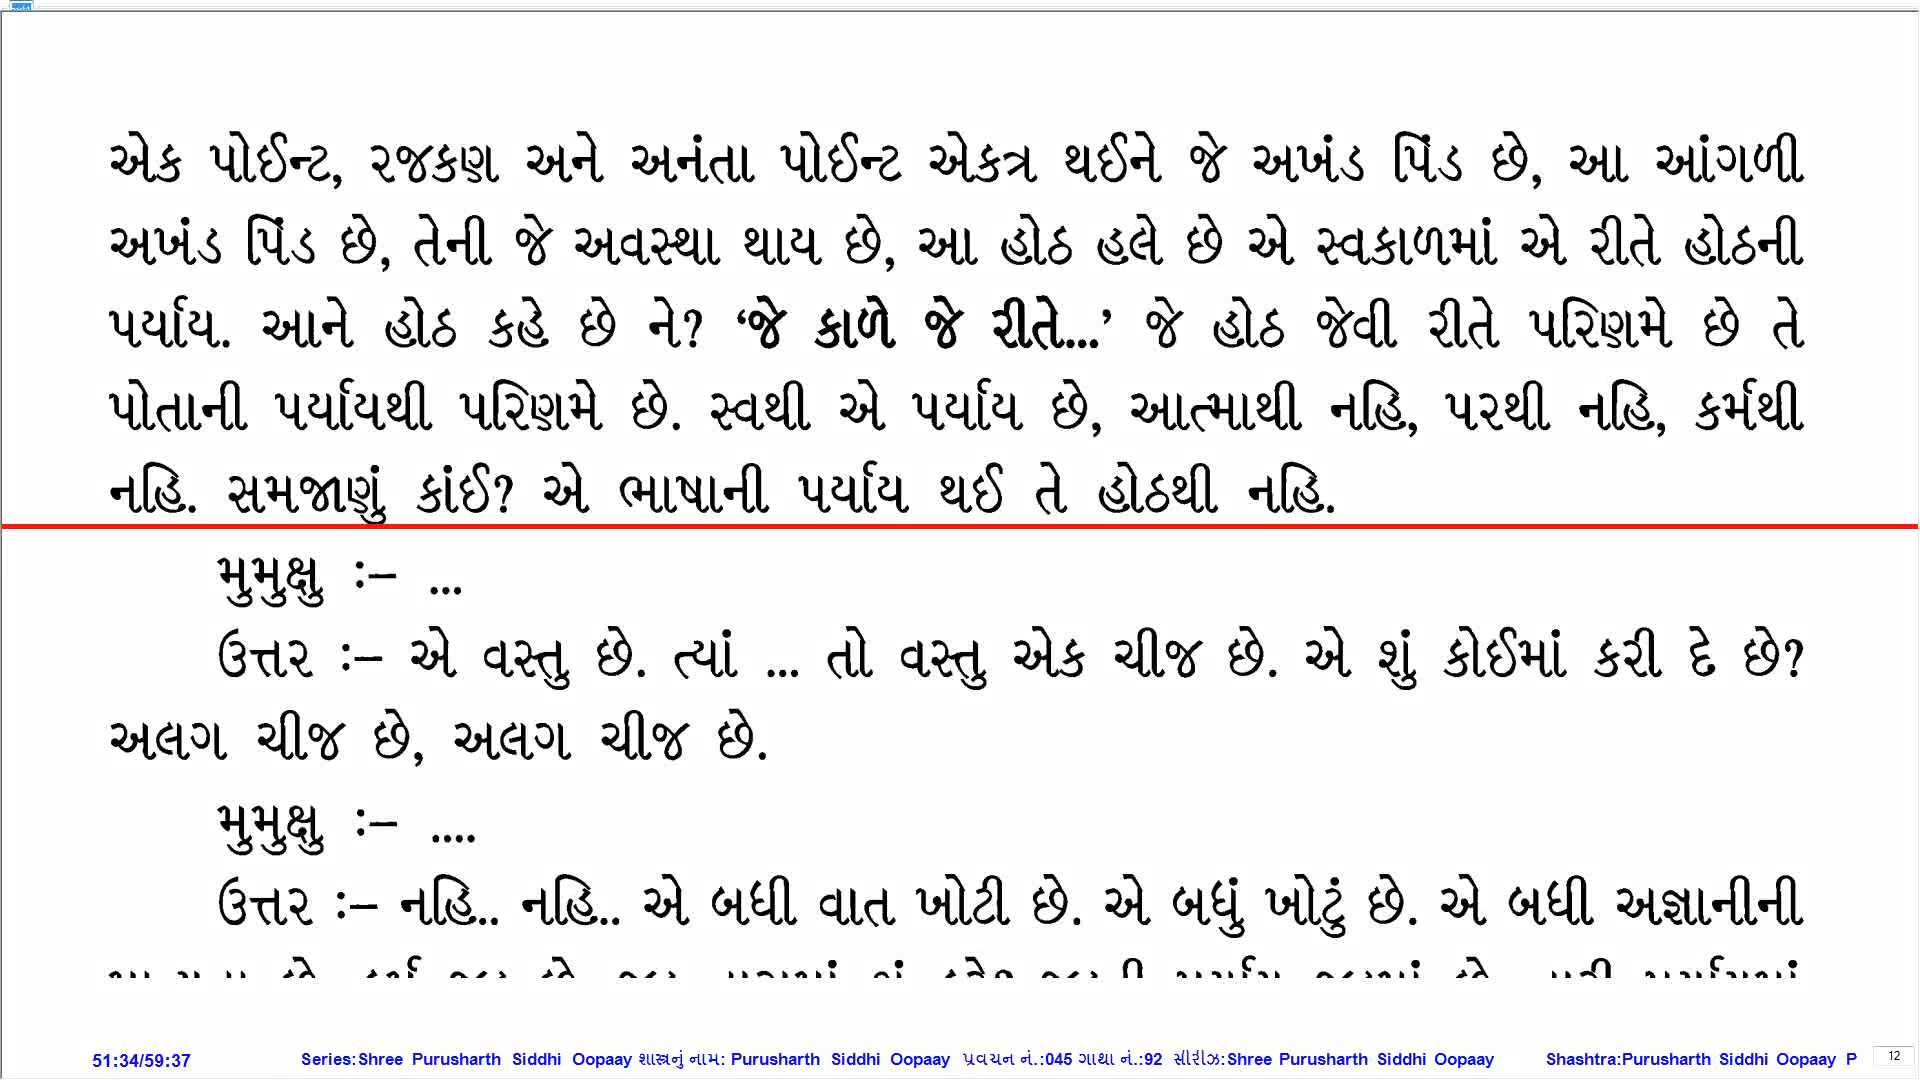 એક પોઈન્ટ, રજકણ અને અનંતા પોઈન્ટ એકત્ર થઈને જે અખંડ પિંડ છે, આ આંગળી
અખંડ પિંડ છે, તેની જે અવસ્થા થાય છે, આ હોઠ હલે છે એ સ્વકાળમાં એ રીતે હોઠની
પર્યાય. આને હોઠ કહે છે ને? ‘જે કાળે જે રીતે...’ જે હોઠ જેવી રીતે પરિણમે છે તે
પોતાની પર્યાયથી પરિણમે છે. સ્વથી એ પર્યાય છે, આત્માથી નહિ, પરથી નહિ, કર્મથી
નહિ. સમજાણું કાંઈ? એ ભાષાની પર્યાય થઈ તે હોઠથી નહિ.
મુમુક્ષુ :– ...
ઉત્તર :– એ વસ્તુ છે. ત્યાં ... તો વસ્તુ એક ચીજ છે. એ શું કોઈમાં કરી દે છે?
અલગ ચીજ છે, અલગ ચીજ છે.
મુમુક્ષુ :– ....
ઉત્તર :– નહિ.. નહિ.. એ બધી વાત ખોટી છે. એ બધું ખોટું છે. એ બધી અજ્ઞાનીની
51:34/59:37 Series:Shree Purusharth Siddhi Oopaay શાસ્ત્રનું નામ: Purusharth Siddhi Oopaay પ્રવચન નં.:045 ગાથા નં.:92 સીરીઝ:Shree Purusharth Siddhi Oopaay Shashtra:Purusharth Siddhi Oopaay P 12